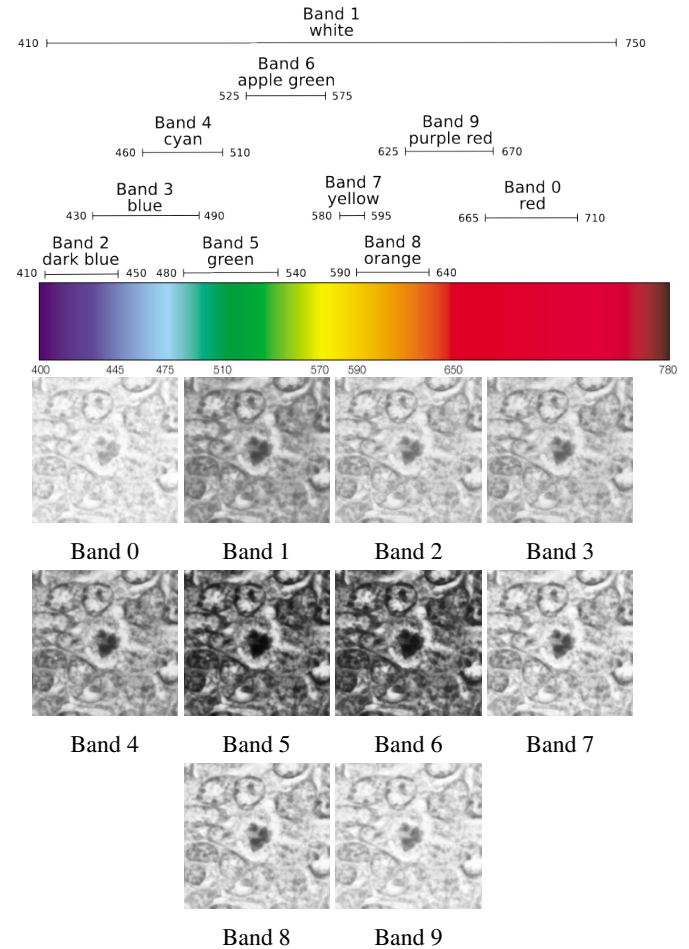 Band 1
white
410 750
Band 6
apple green
525 575
Band 4
cyan
460 510
Band 9
purple red
625 670
Band 3
blue
430 490
Band 7
yellow
580 595
Band 0
red
665 710
Band 2
dark blue
410 450
Band 5
green
480 540
Band 8
orange
590 640
400 445 475 510 570 590 650 780
Band 0 Band 1 Band 2 Band 3
Band 4 Band 5 Band 6 Band 7
Band 8 Band 9